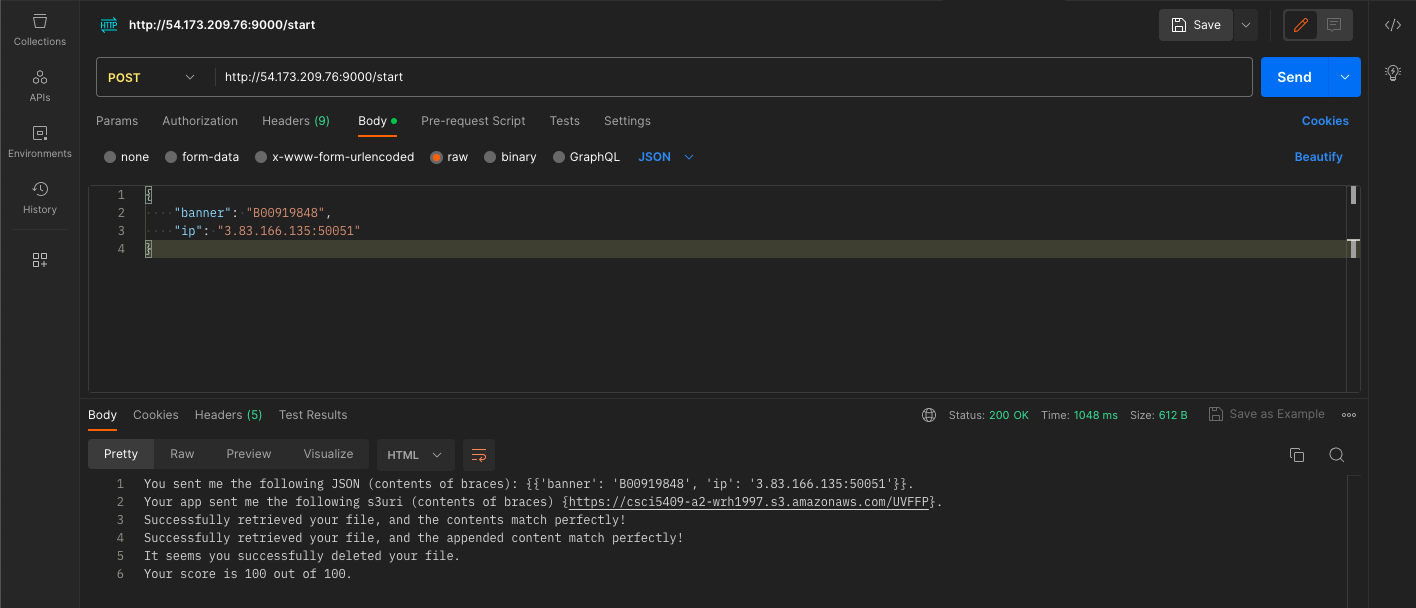 Collections
APIs
Environments
History
HTTP http://54.173.209.76:9000/start
Save
POST http://54.173.209.76:9000/start
Send
Params Authorization Headers (9) Body Pre-request Script Tests Settings Cookies
none form-data x-www-form-urlencoded raw binary GraphQL JSON Beautify
1 {
2 "banner": "B00919848",
3 "ip": "3.83.166.135:50051"
4 }
Body Cookies Headers (5) Test Results Status: 200 OK Time: 1048 ms Size: 612 B Save as Example
Pretty Raw Preview Visualize HTML
1 You sent me the following JSON (contents of braces): {{'banner': 'B00919848', 'ip': '3.83.166.135:50051'}}.
2 Your app sent me the following s3uri (contents of braces) {https://csci5409-a2-wrh1997.s3.amazonaws.com/UVFFP}.
3 Successfully retrieved your file, and the contents match perfectly!
4 Successfully retrieved your file, and the appended content match perfectly!
5 It seems you successfully deleted your file.
6 Your score is 100 out of 100.